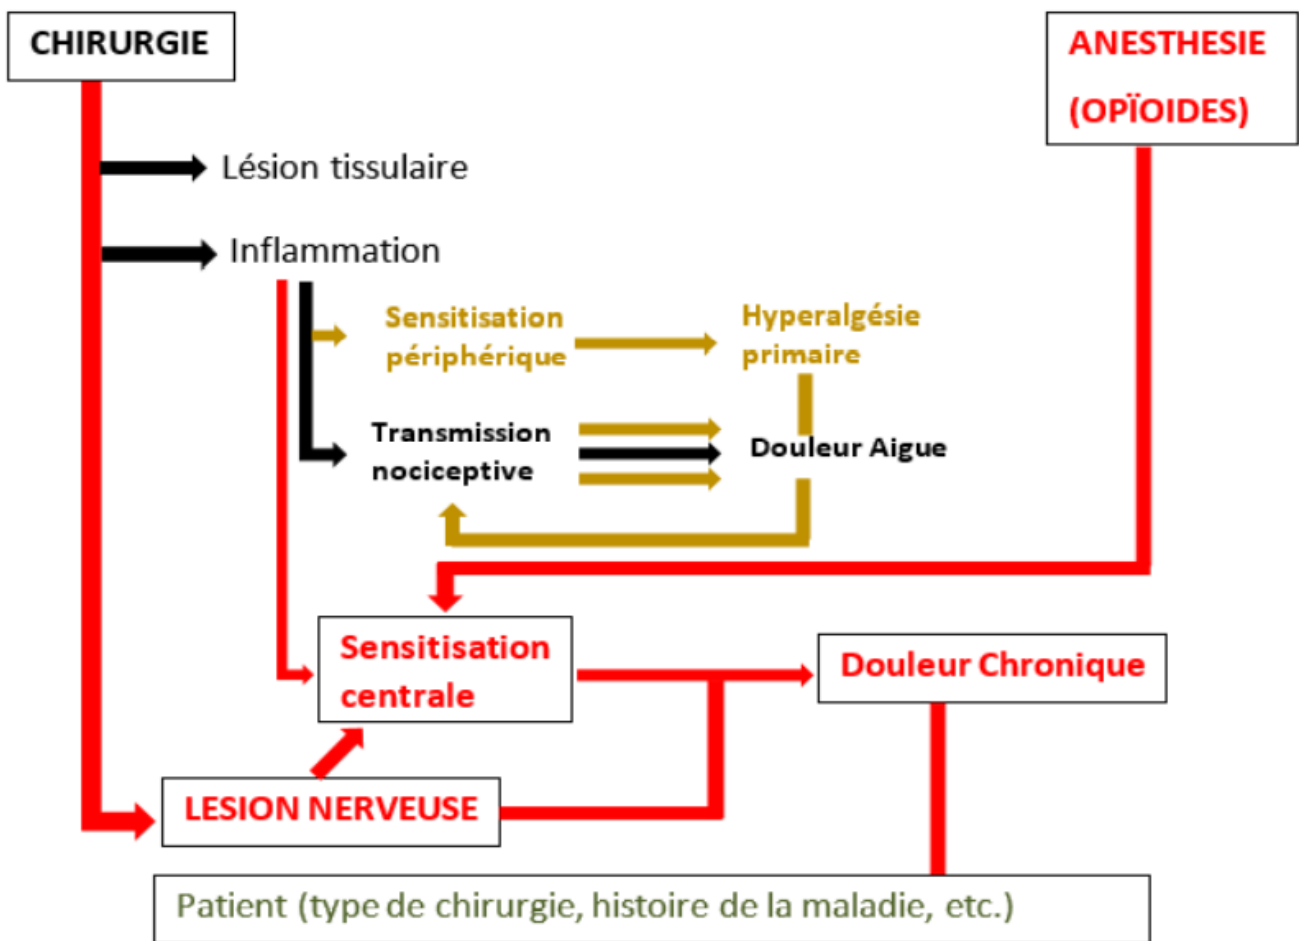 CHIRURGIE
ANESTHESIE
(OPÏOIDES)
Lésion tissulaire
Inflammation
Sensitisation
périphérique
Hyperalgésie
primaire
Transmission
nociceptive
Douleur Aigue
Sensitisation
centrale
Douleur Chronique
LESION NERVEUSE
Patient (type de chirurgie, histoire de la maladie, etc.)